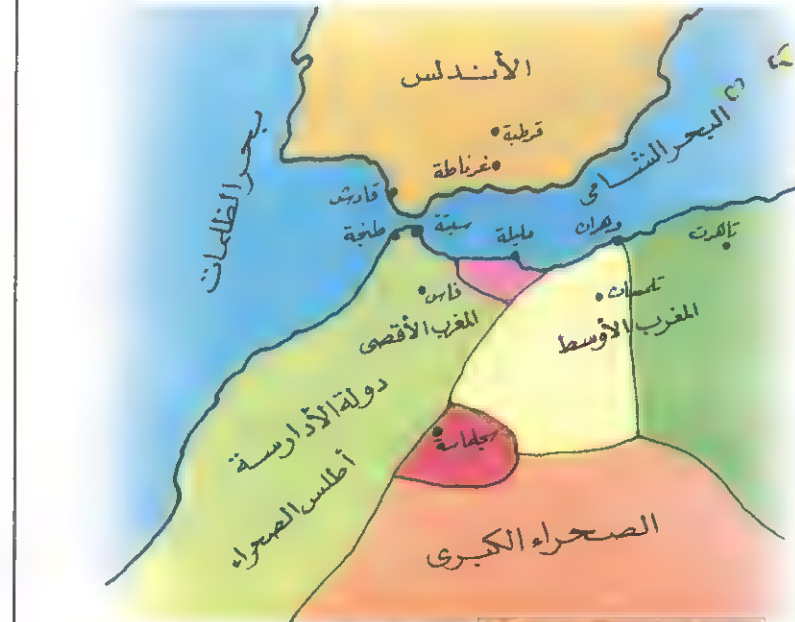 الأندلس
قرطبة
غرناطة
البحر الشامى
بحر الظلمات
قادش
طنجة
سبتة
مليلة
وهران
تاهرت
فاس
المغرب الأقصى
تلمسان
المغرب الأوسط
دولة الأدارسة
سجلماسة
أطلس الصحراء
الصحراء الكبرى